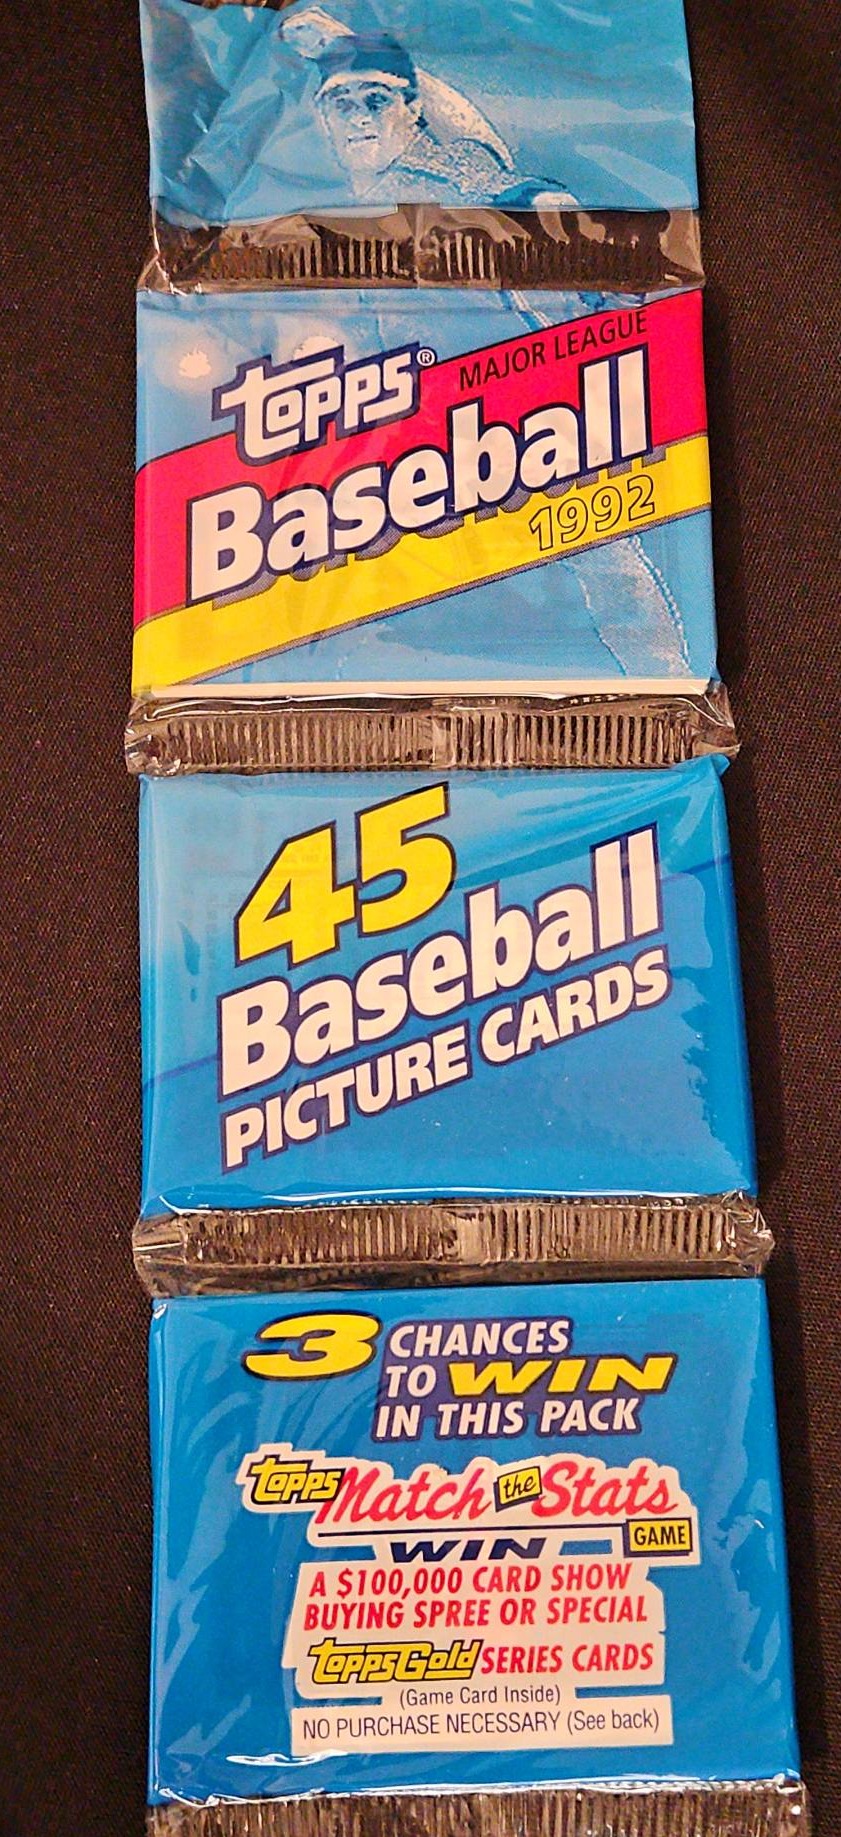 topps® MAJOR LEAGUE
Baseball
1992
45
Baseball
PICTURE CARDS
3 CHANCES
TO WIN
IN THIS PACK
topps Match the Stats
WIN GAME
A $100,000 CARD SHOW
BUYING SPREE OR SPECIAL
topps Gold SERIES CARDS
(Game Card Inside)
NO PURCHASE NECESSARY (See back)